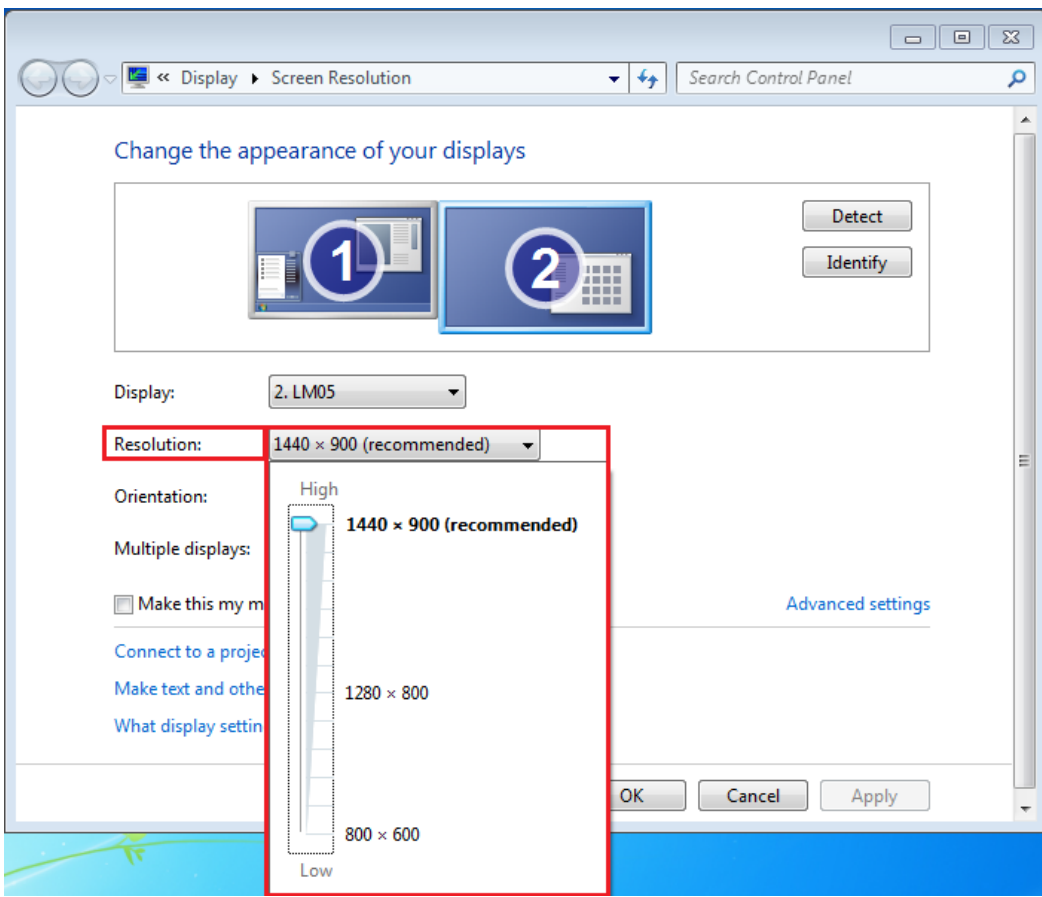 « Display ▸ Screen Resolution
Search Control Panel
Change the appearance of your displays
1
2
Detect
Identify
Display:
2. LM05
Resolution:
1440 × 900 (recommended)
Orientation:
High
1440 × 900 (recommended)
Multiple displays:
Make this my m
Advanced settings
Connect to a projec
Make text and othe
1280 × 800
What display settin
OK
Cancel
Apply
800 × 600
Low